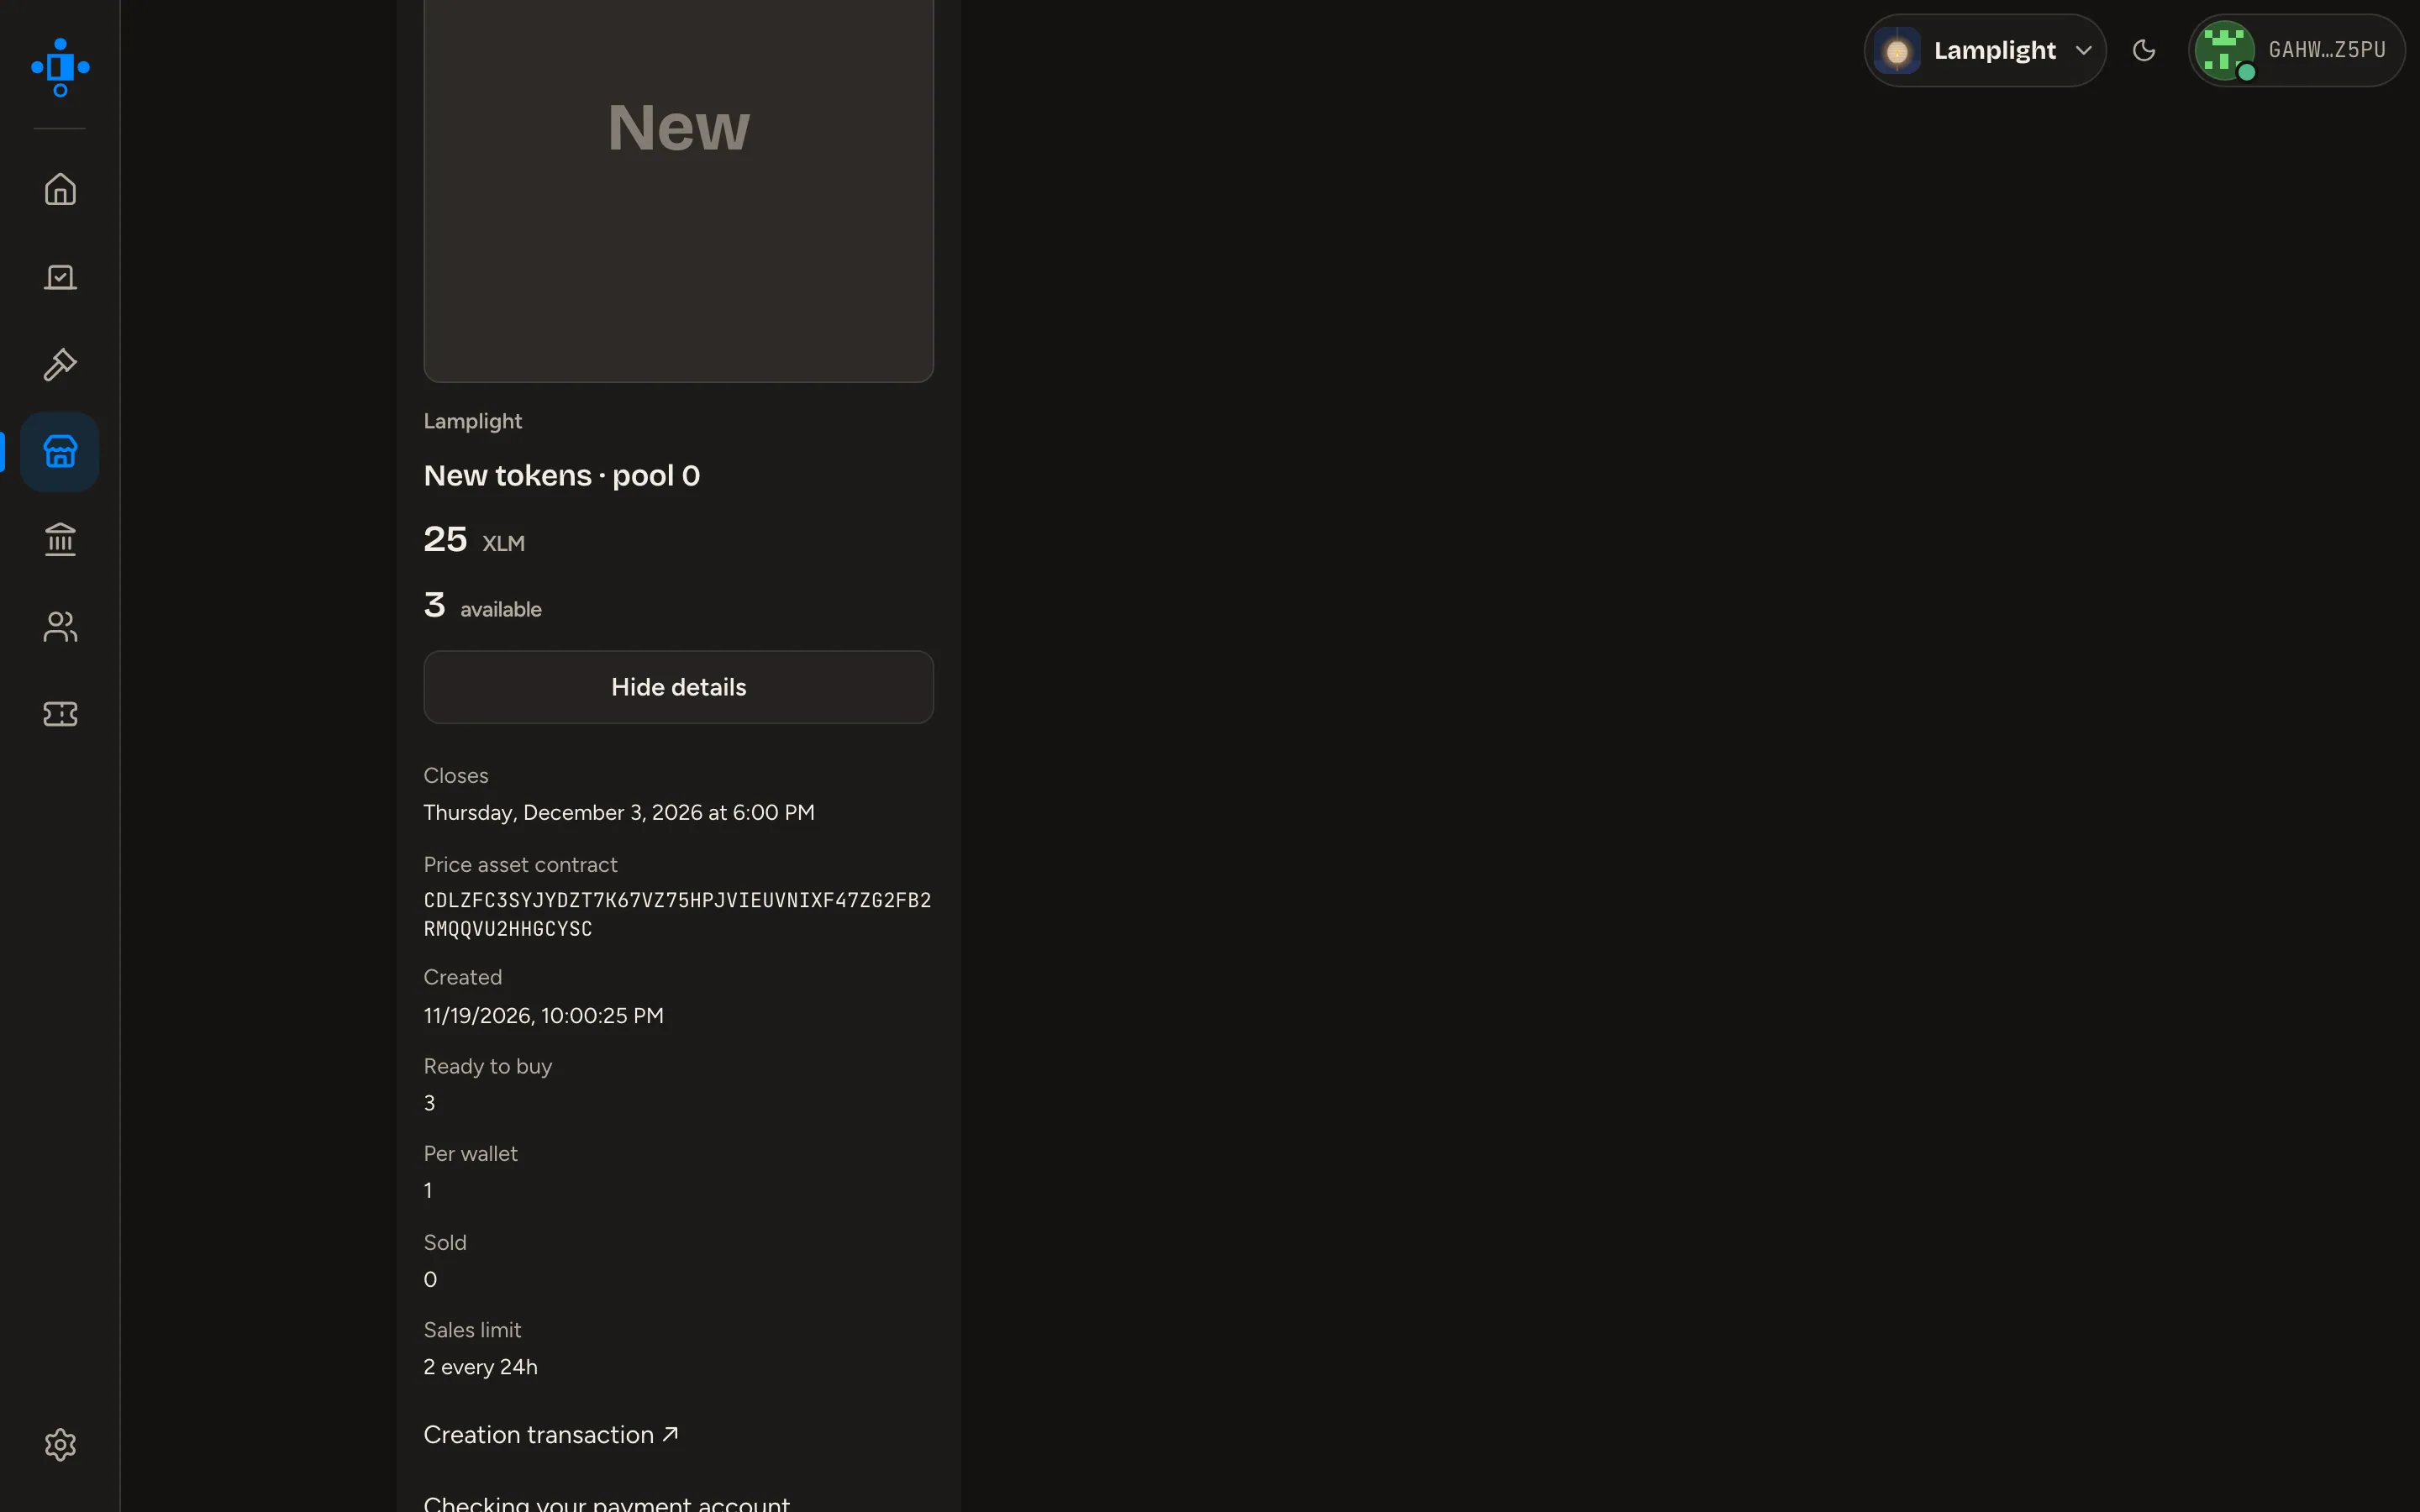 Lamplight
GAHW...Z5PU
New
Lamplight
New tokens · pool 0
25 XLM
3 available
Hide details
Closes
Thursday, December 3, 2026 at 6:00 PM
Price asset contract
CDLZFC3SYJYDZT7K67VZ75HPJVIEUVNIXF47ZG2FB2
RMQQVU2HHGCYSC
Created
11/19/2026, 10:00:25 PM
Ready to buy
3
Per wallet
1
Sold
0
Sales limit
2 every 24h
Creation transaction ↗
Checking your payment account